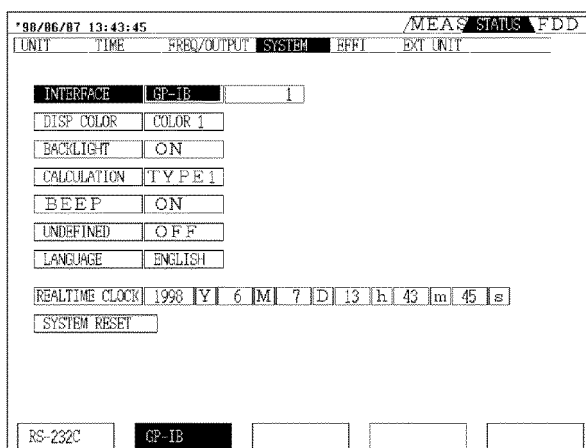 '98/06/07 13:43:45 MEAS STATUS FDD
UNIT TIME FREQ/OUTPUT SYSTEM EFFI EXT UNIT
INTERFACE GP-IB 1
DISP COLOR COLOR 1
BACKLIGHT ON
CALCULATION TYPE1
BEEP ON
UNDEFINED OFF
LANGUAGE ENGLISH
REALTIME CLOCK 1998 Y 6 M 7 D 13 h 43 m 45 s
SYSTEM RESET
RS-232C GP-IB